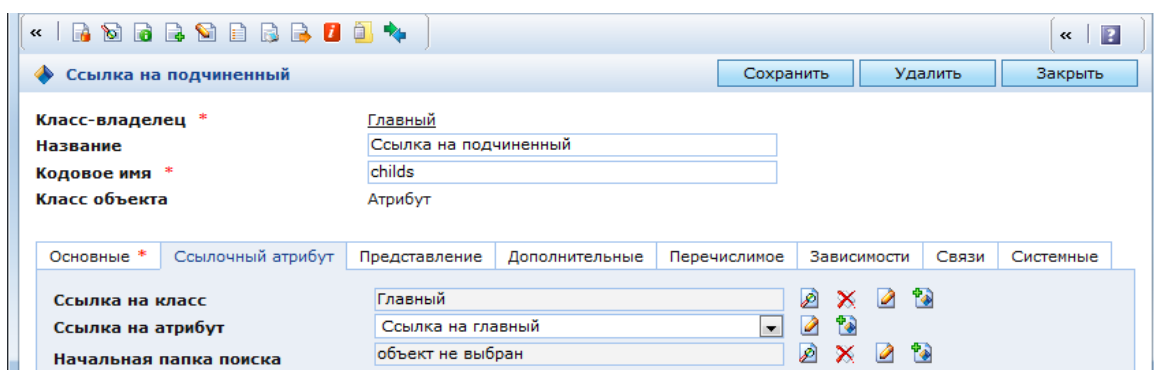 «
«
?
Ссылка на подчиненный Сохранить Удалить Закрыть
Класс-владелец * Главный
Название Ссылка на подчиненный
Кодовое имя * childs
Класс объекта Атрибут
Основные * Ссылочный атрибут Представление Дополнительные Перечислимое Зависимости Связи Системные
Ссылка на класс Главный
Ссылка на атрибут Ссылка на главный
Начальная папка поиска объект не выбран